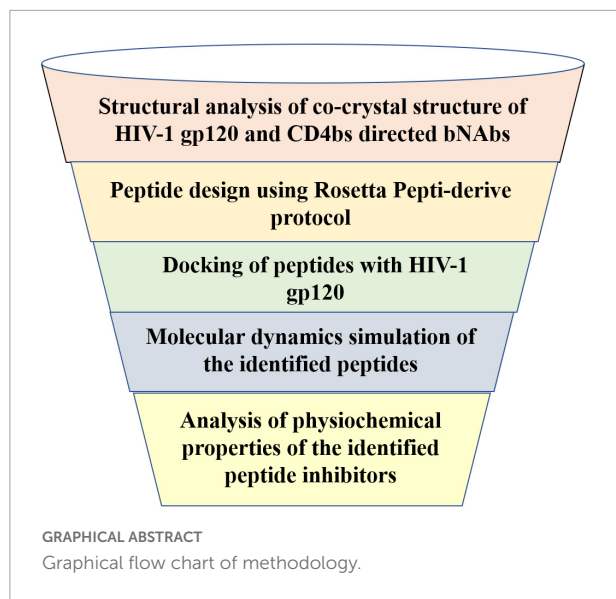 Structural analysis of co-crystal structure of
HIV-1 gp120 and CD4bs directed bNAbs
Peptide design using Rosetta Pepti-derive
protocol
Docking of peptides with HIV-1
gp120
Molecular dynamics simulation of
the identified peptides
Analysis of physiochemical
properties of the identified
peptide inhibitors
GRAPHICAL ABSTRACT
Graphical flow chart of methodology.